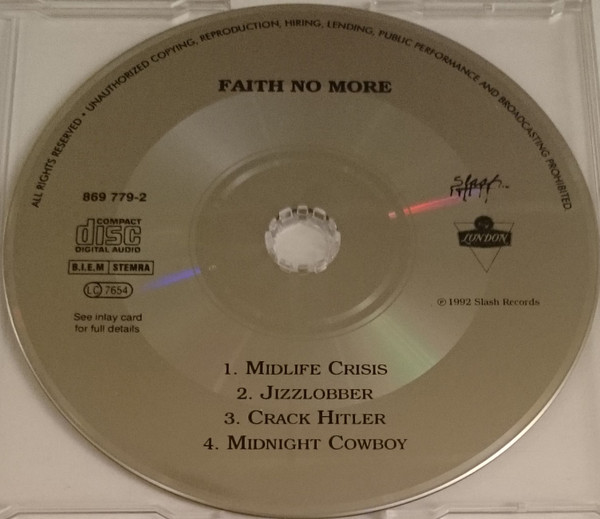 ALL RIGHTS RESERVED • UNAUTHORIZED COPYING, REPRODUCTION, HIRING, LENDING, PUBLIC PERFORMANCE AND BROADCASTING PROHIBITED
FAITH NO MORE
869 779-2
COMPACT
disc
DIGITAL AUDIO
B.I.E.M STEMRA
LC 7654
See inlay card
for full details
Slash
LONDON
℗ 1992 Slash Records
1. MIDLIFE CRISIS
2. JIZZLOBBER
3. CRACK HITLER
4. MIDNIGHT COWBOY